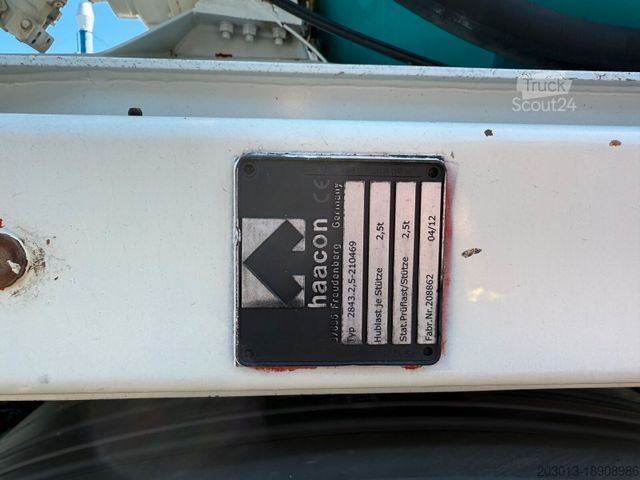 Truck
Scout24
haacon
CE
97896 Freudenberg Germany
Typ 2843.2,5-210469
Hublast je Stütze 2,5t
Stat.Prüflast/Stütze 2,5t
Fabr.Nr.208862 04/12
203013-18908986